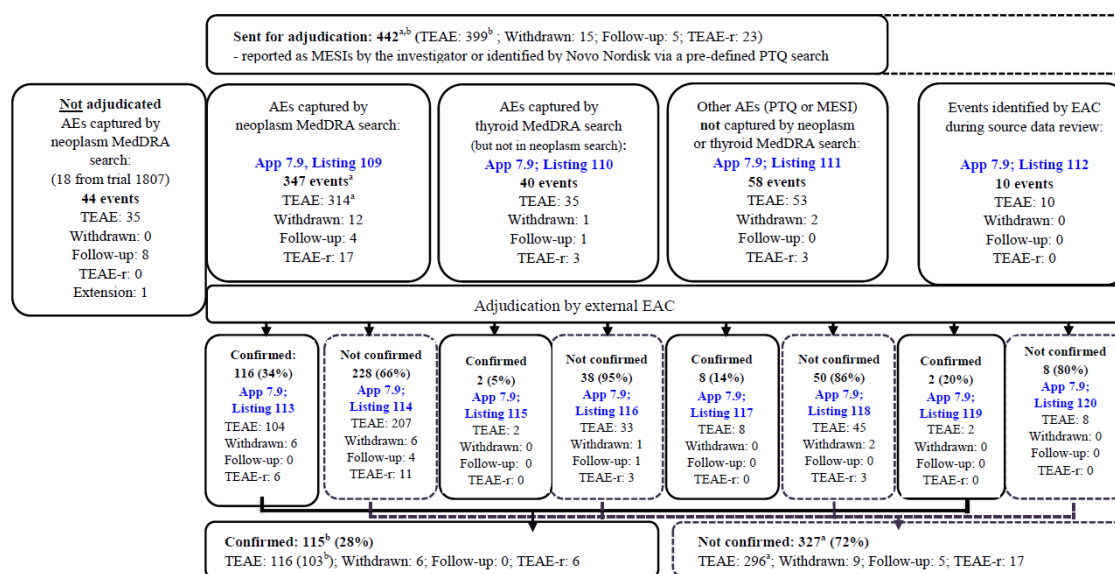 Sent for adjudication: 442a,b (TEAE: 399b ; Withdrawn: 15; Follow-up: 5; TEAE-r: 23)
- reported as MESIs by the investigator or identified by Novo Nordisk via a pre-defined PTQ search
Not adjudicated
AEs captured by
neoplasm MedDRA
search:
(18 from trial 1807)
44 events
TEAE: 35
Withdrawn: 0
Follow-up: 8
TEAE-r: 0
Extension: 1
AEs captured by
neoplasm MedDRA search:
App 7.9, Listing 109
347 eventsa
TEAE: 314a
Withdrawn: 12
Follow-up: 4
TEAE-r: 17
AEs captured by
thyroid MedDRA search
(but not in neoplasm search):
App 7.9; Listing 110
40 events
TEAE: 35
Withdrawn: 1
Follow-up: 1
TEAE-r: 3
Other AEs (PTQ or MESI)
not captured by neoplasm
or thyroid MedDRA search:
App 7.9; Listing 111
58 events
TEAE: 53
Withdrawn: 2
Follow-up: 0
TEAE-r: 3
Events identified by EAC
during source data review:
App 7.9; Listing 112
10 events
TEAE: 10
Withdrawn: 0
Follow-up: 0
TEAE-r: 0
Adjudication by external EAC
Confirmed:
116 (34%)
App 7.9;
Listing 113
TEAE: 104
Withdrawn: 6
Follow-up: 0
TEAE-r: 6
Not confirmed
228 (66%)
App 7.9;
Listing 114
TEAE: 207
Withdrawn: 6
Follow-up: 4
TEAE-r: 11
Confirmed
2 (5%)
App 7.9;
Listing 115
TEAE: 2
Withdrawn: 0
Follow-up: 0
TEAE-r: 0
Not confirmed
38 (95%)
App 7.9;
Listing 116
TEAE: 33
Withdrawn: 1
Follow-up: 1
TEAE-r: 3
Confirmed
8 (14%)
App 7.9;
Listing 117
TEAE: 8
Withdrawn: 0
Follow-up: 0
TEAE-r: 0
Not confirmed
50 (86%)
App 7.9;
Listing 118
TEAE: 45
Withdrawn: 2
Follow-up: 0
TEAE-r: 3
Confirmed
2 (20%)
App 7.9;
Listing 119
TEAE: 2
Withdrawn: 0
Follow-up: 0
TEAE-r: 0
Not confirmed
8 (80%)
App 7.9;
Listing 120
TEAE: 8
Withdrawn: 0
Follow-up: 0
TEAE-r: 0
Confirmed: 115b (28%)
TEAE: 116 (103b); Withdrawn: 6; Follow-up: 0; TEAE-r: 6
Not confirmed: 327a (72%)
TEAE: 296a; Withdrawn: 9; Follow-up: 5; TEAE-r: 17